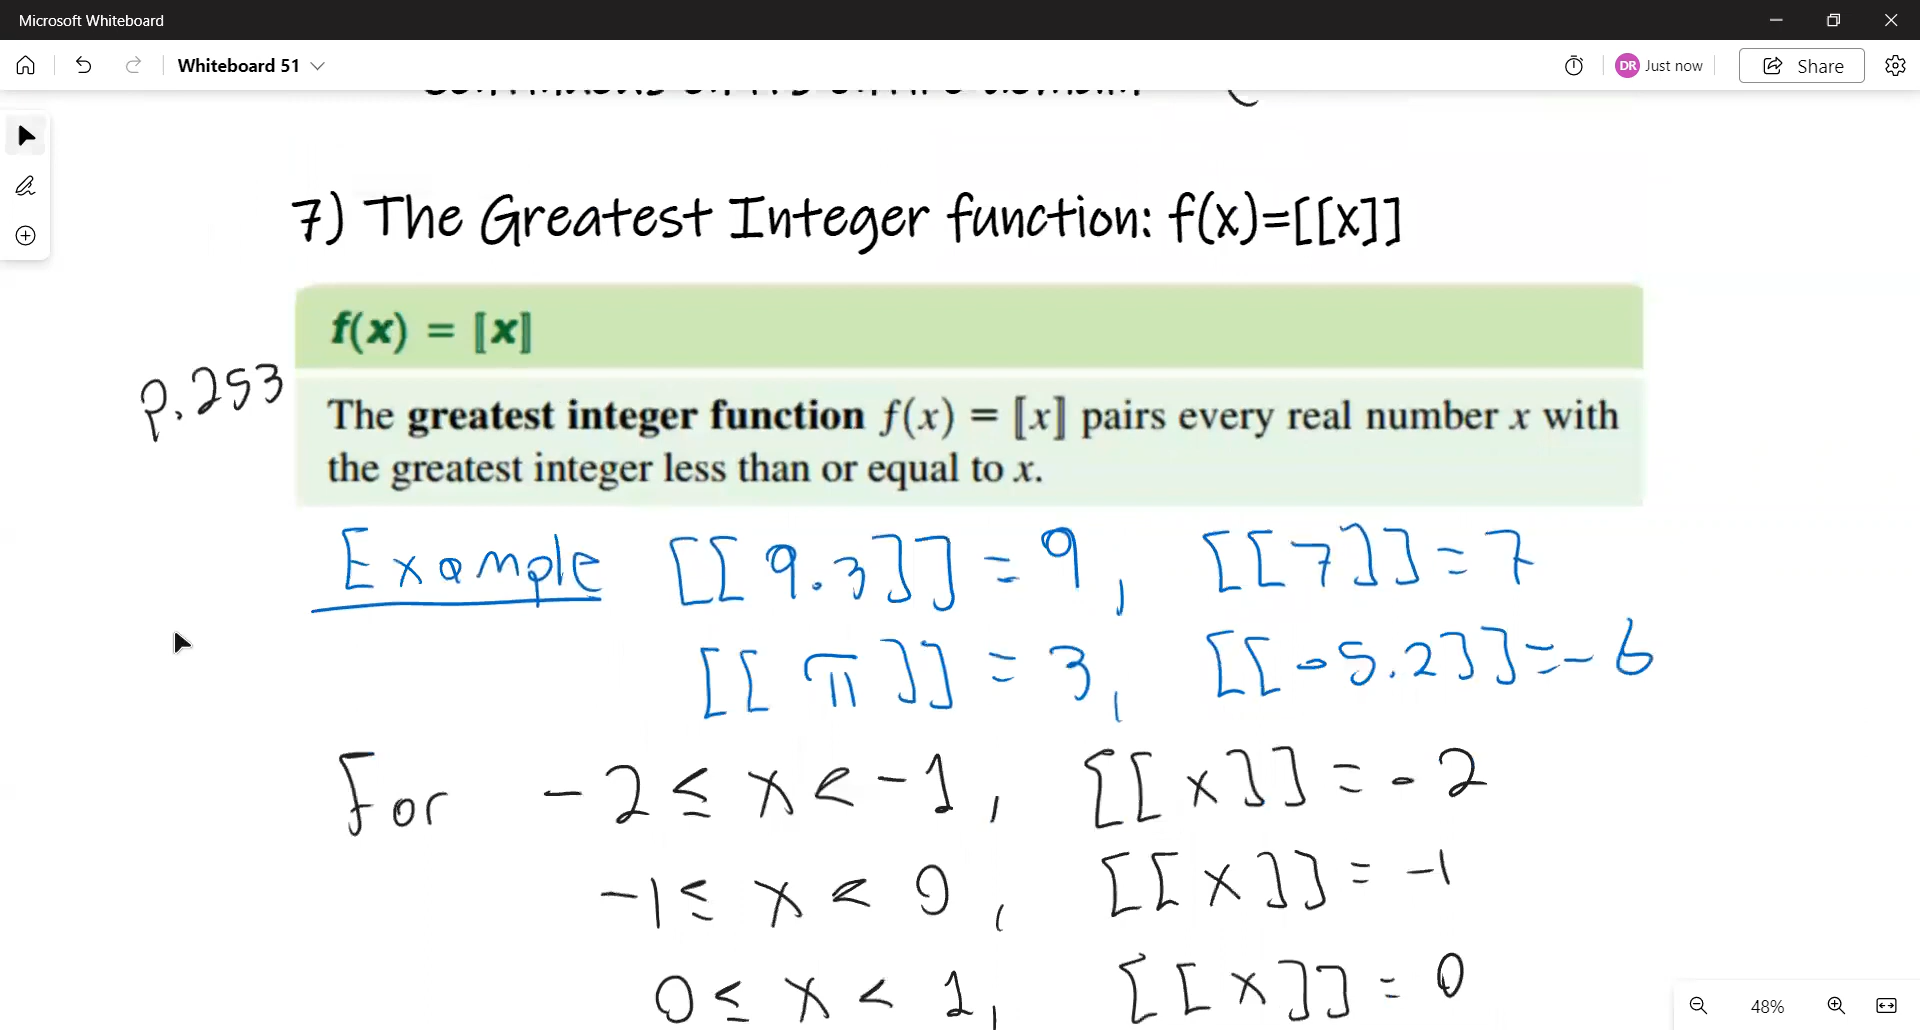 Microsoft Whiteboard
Whiteboard 51
DR Just now
Share
7) The Greatest Integer function: f(x)=[[x]]
f(x) = ⟦x⟧
p.253
The greatest integer function f(x) = ⟦x⟧ pairs every real number x with
the greatest integer less than or equal to x.
Example [[9.3]] = 9, [[7]] = 7
[[π]] = 3, [[-5.2]] = -6
For -2 ≤ x < -1, [[x]] = -2
-1 ≤ x < 0, [[x]] = -1
0 ≤ x < 1, [[x]] = 0
48%